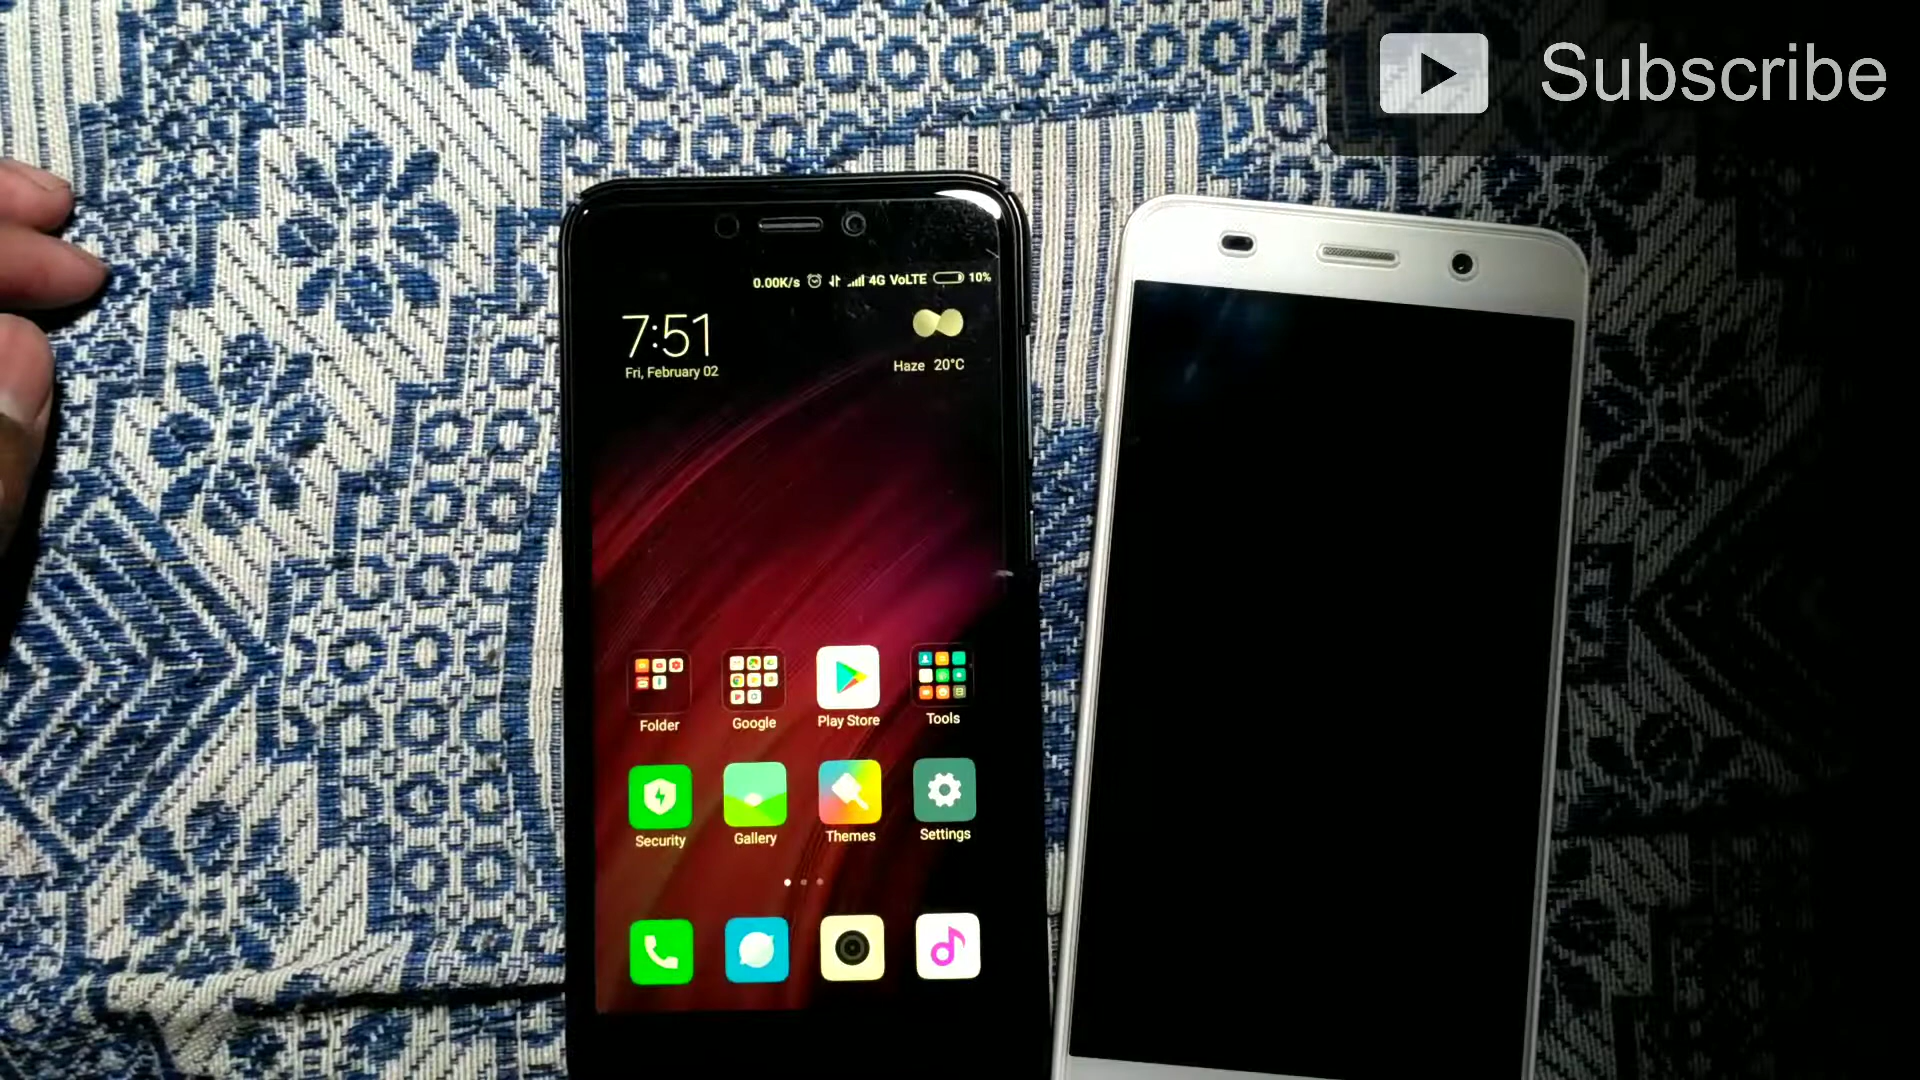 Subscribe
0.00K/s 4G VoLTE 10%
7:51
Fri, February 02
Haze 20°C
Folder Google Play Store Tools
Security Gallery Themes Settings